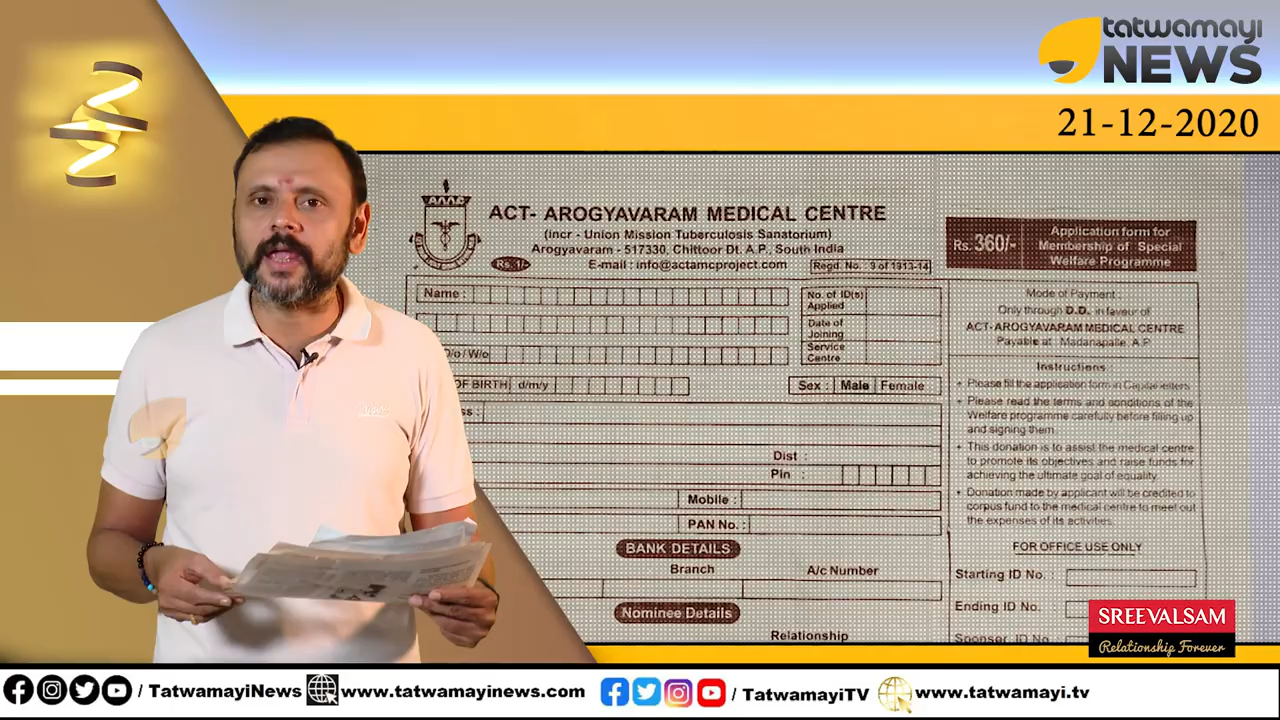 tatwamayi
NEWS
21-12-2020
ACT- AROGYAVARAM MEDICAL CENTRE
(incr - Union Mission Tuberculosis Sanatorium)
Arogyavaram - 517330, Chittoor Dt. A.P., South India
Rs. 1/-
E-mail : info@actamcproject.com
Regd. No. : 9 of 1913-14
Rs. 360/-
Application form for
Membership of Special
Welfare Programme
Name :
No. of ID(s)
Applied
Date of
Joining
Service
Centre
D/o / W/o
OF BIRTH d/m/y
Sex : Male Female
ss :
Dist :
Pin :
Mobile :
PAN No. :
BANK DETAILS
Branch
A/c Number
Nominee Details
Relationship
Mode of Payment :
Only through D.D. in favour of
ACT-AROGYAVARAM MEDICAL CENTRE
Payable at : Madanapalle, A.P.
Instructions :
• Please fill the application form in Capital letters.
• Please read the terms and conditions of the
Welfare programme carefully before filling up
and signing them.
• This donation is to assist the medical centre
to promote its objectives and raise funds for
achieving the ultimate goal of equality.
• Donation made by applicant will be credited to
corpus fund to the medical centre to meet out
the expenses of its activities.
FOR OFFICE USE ONLY
Starting ID No. :
Ending ID No.
Sponser ID No.
SREEVALSAM
Relationship Forever
/ TatwamayiNews www.tatwamayinews.com / TatwamayiTV www.tatwamayi.tv